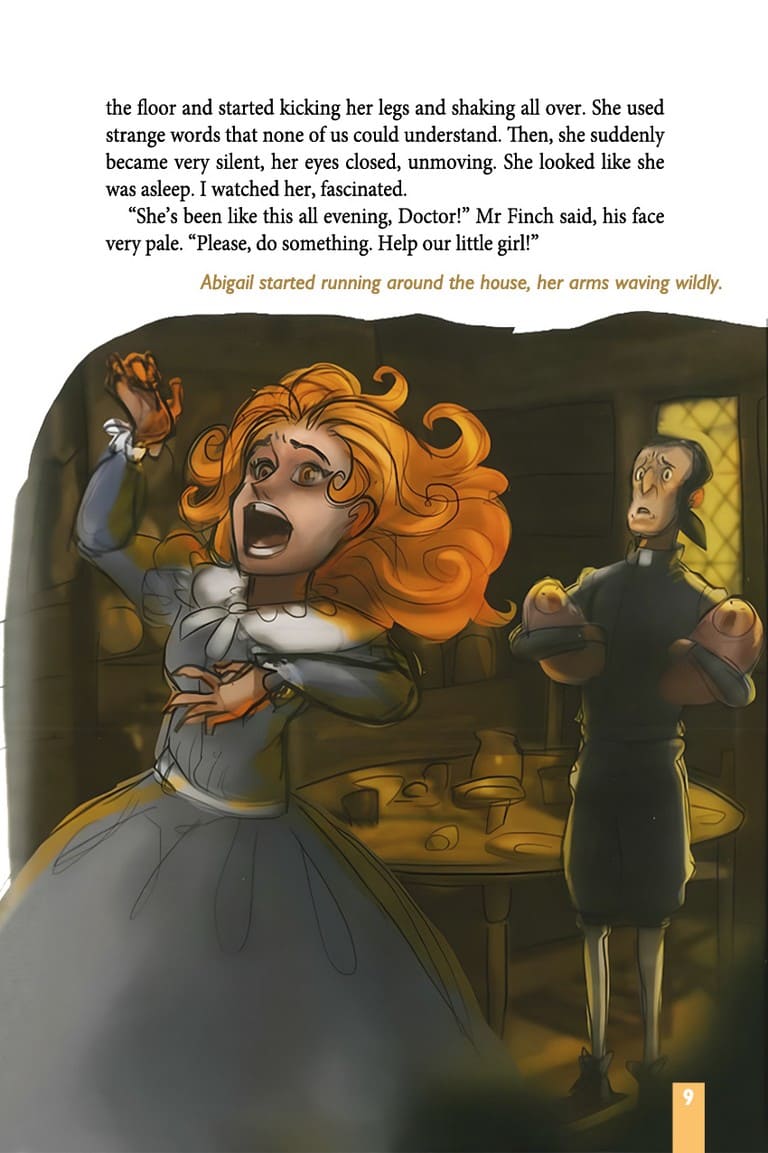 the floor and started kicking her legs and shaking all over. She used
strange words that none of us could understand. Then, she suddenly
became very silent, her eyes closed, unmoving. She looked like she
was asleep. I watched her, fascinated.
“She’s been like this all evening, Doctor!” Mr Finch said, his face
very pale. “Please, do something. Help our little girl!”
Abigail started running around the house, her arms waving wildly.
9